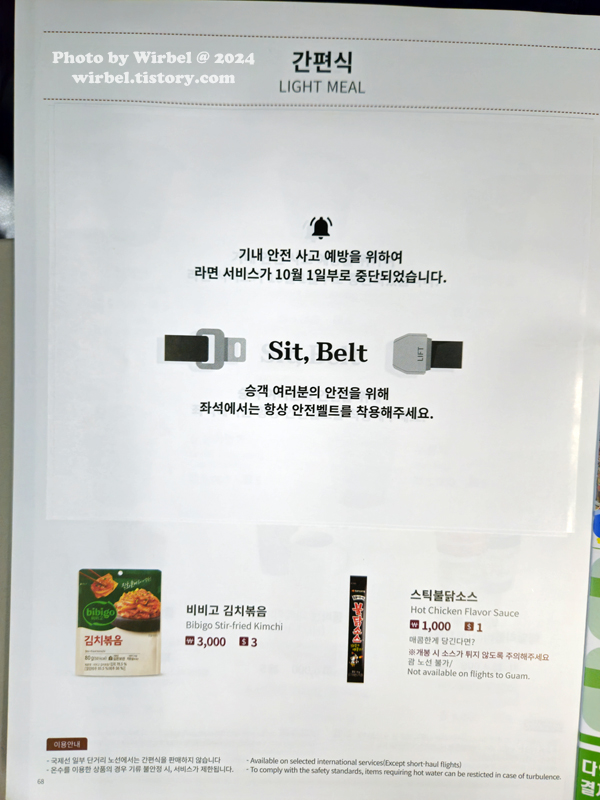 Photo by Wirbel @ 2024
wirbel.tistory.com
간편식
LIGHT MEAL
기내 안전 사고 예방을 위하여
라면 서비스가 10월 1일부로 중단되었습니다.
Sit, Belt
LIFT
승객 여러분의 안전을 위해
좌석에서는 항상 안전벨트를 착용해주세요.
bibigo
김치볶음
80 g
비비고 김치볶음
Bibigo Stir-fried Kimchi
₩ 3,000 $ 3
불닭소스
스틱불닭소스
Hot Chicken Flavor Sauce
₩ 1,000 $ 1
매콤한게 당긴다면?
※개봉 시 소스가 튀지 않도록 주의해주세요
괌 노선 불가/
Not available on flights to Guam.
이용안내
- 국제선 일부 단거리 노선에서는 간편식을 판매하지 않습니다
- 온수를 이용한 상품의 경우 기류 불안정 시, 서비스가 제한됩니다.
- Available on selected international services(Except short-haul flights)
- To comply with the safety standards, items requiring hot water can be resticted in case of turbulence.
68
다
결제